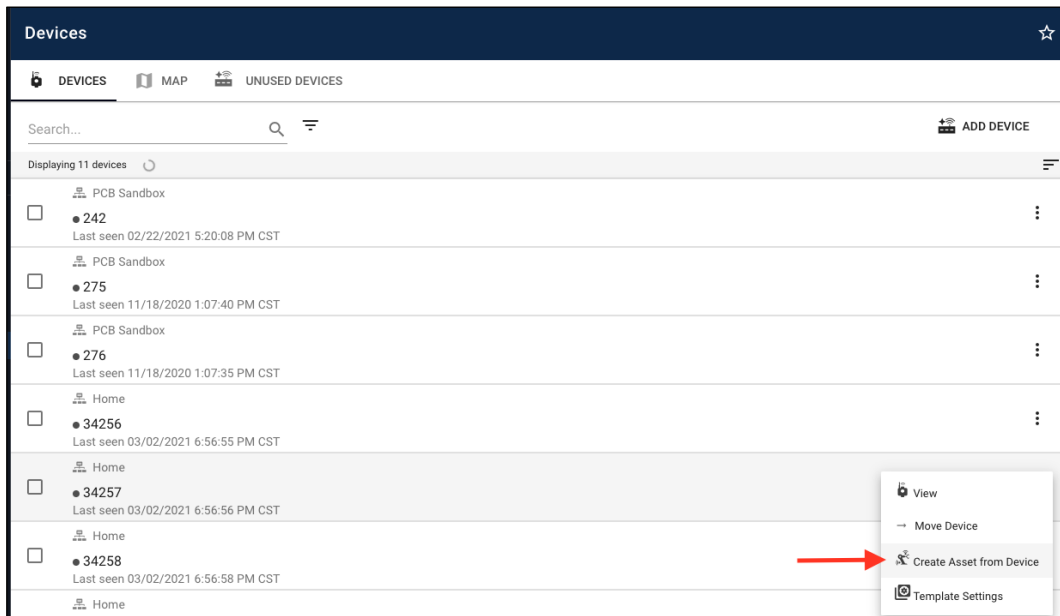 Devices
DEVICES MAP UNUSED DEVICES
Search...
ADD DEVICE
Displaying 11 devices
PCB Sandbox
242
Last seen 02/22/2021 5:20:08 PM CST
PCB Sandbox
275
Last seen 11/18/2020 1:07:40 PM CST
PCB Sandbox
276
Last seen 11/18/2020 1:07:35 PM CST
Home
34256
Last seen 03/02/2021 6:56:55 PM CST
Home
34257
Last seen 03/02/2021 6:56:56 PM CST
Home
34258
Last seen 03/02/2021 6:56:58 PM CST
Home
View
Move Device
Create Asset from Device
Template Settings